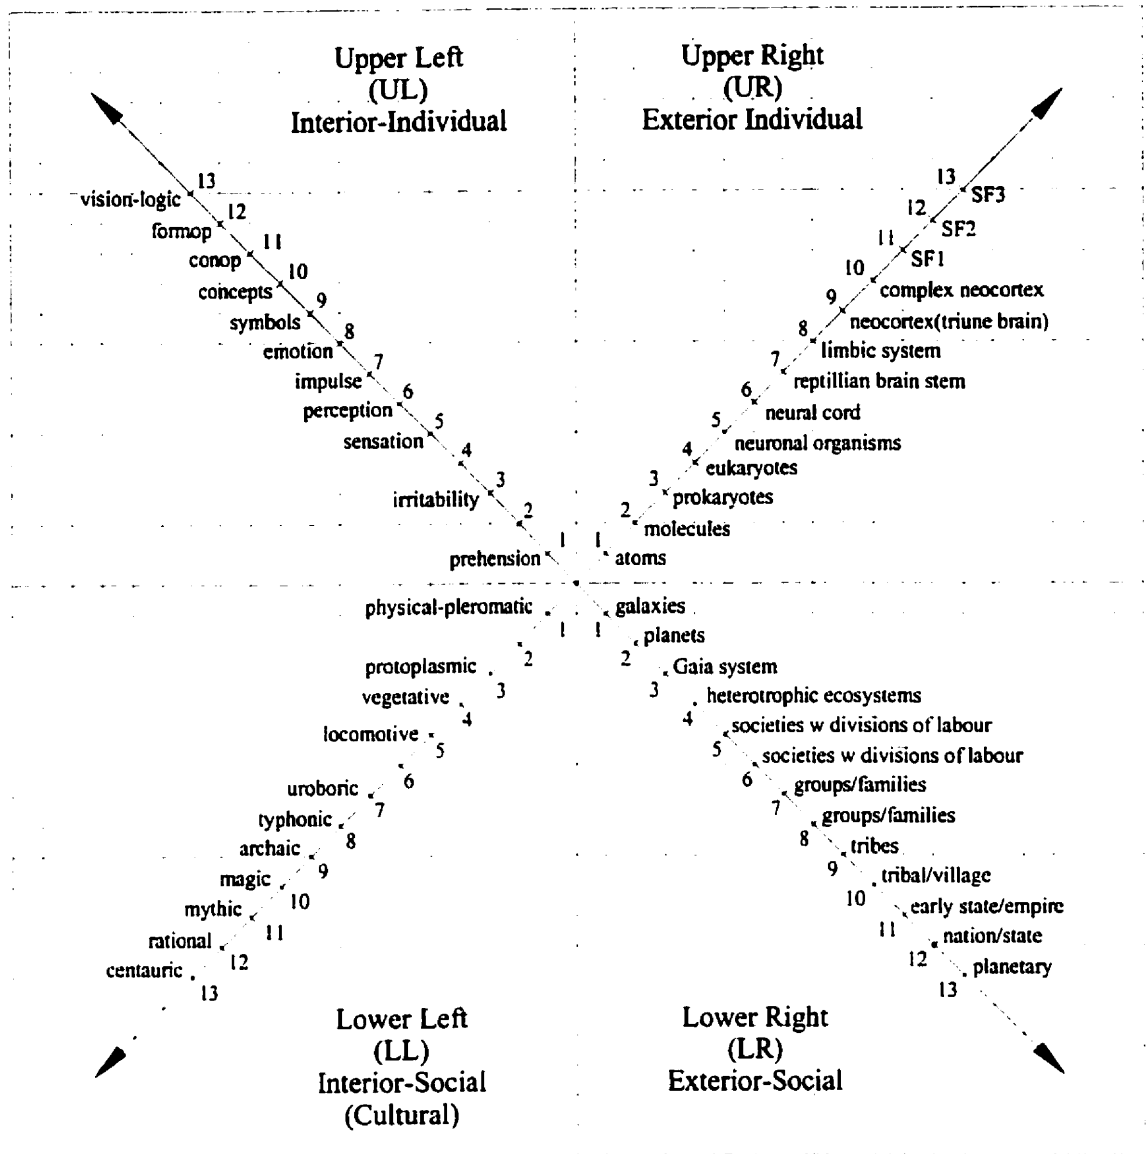 Upper Left
(UL)
Interior-Individual
13
vision-logic
12
formop
11
conop
10
concepts
9
symbols
8
emotion
7
impulse
6
perception
5
sensation
4
3
irritability
2
1
prehension
Upper Right
(UR)
Exterior Individual
13
SF3
12
SF2
11
SF1
10
complex neocortex
9
neocortex(triune brain)
8
limbic system
7
reptillian brain stem
6
neural cord
5
neuronal organisms
4
eukaryotes
3
prokaryotes
2
molecules
1
atoms
physical-pleromatic
1
2
protoplasmic
3
vegetative
4
locomotive
5
6
uroboric
7
typhonic
8
archaic
9
magic
10
mythic
11
rational
12
centauric
13
Lower Left
(LL)
Interior-Social
(Cultural)
galaxies
1
planets
2
Gaia system
3
heterotrophic ecosystems
4
societies w divisions of labour
5
societies w divisions of labour
6
groups/families
7
groups/families
8
tribes
9
tribal/village
10
early state/empire
11
nation/state
12
planetary
13
Lower Right
(LR)
Exterior-Social